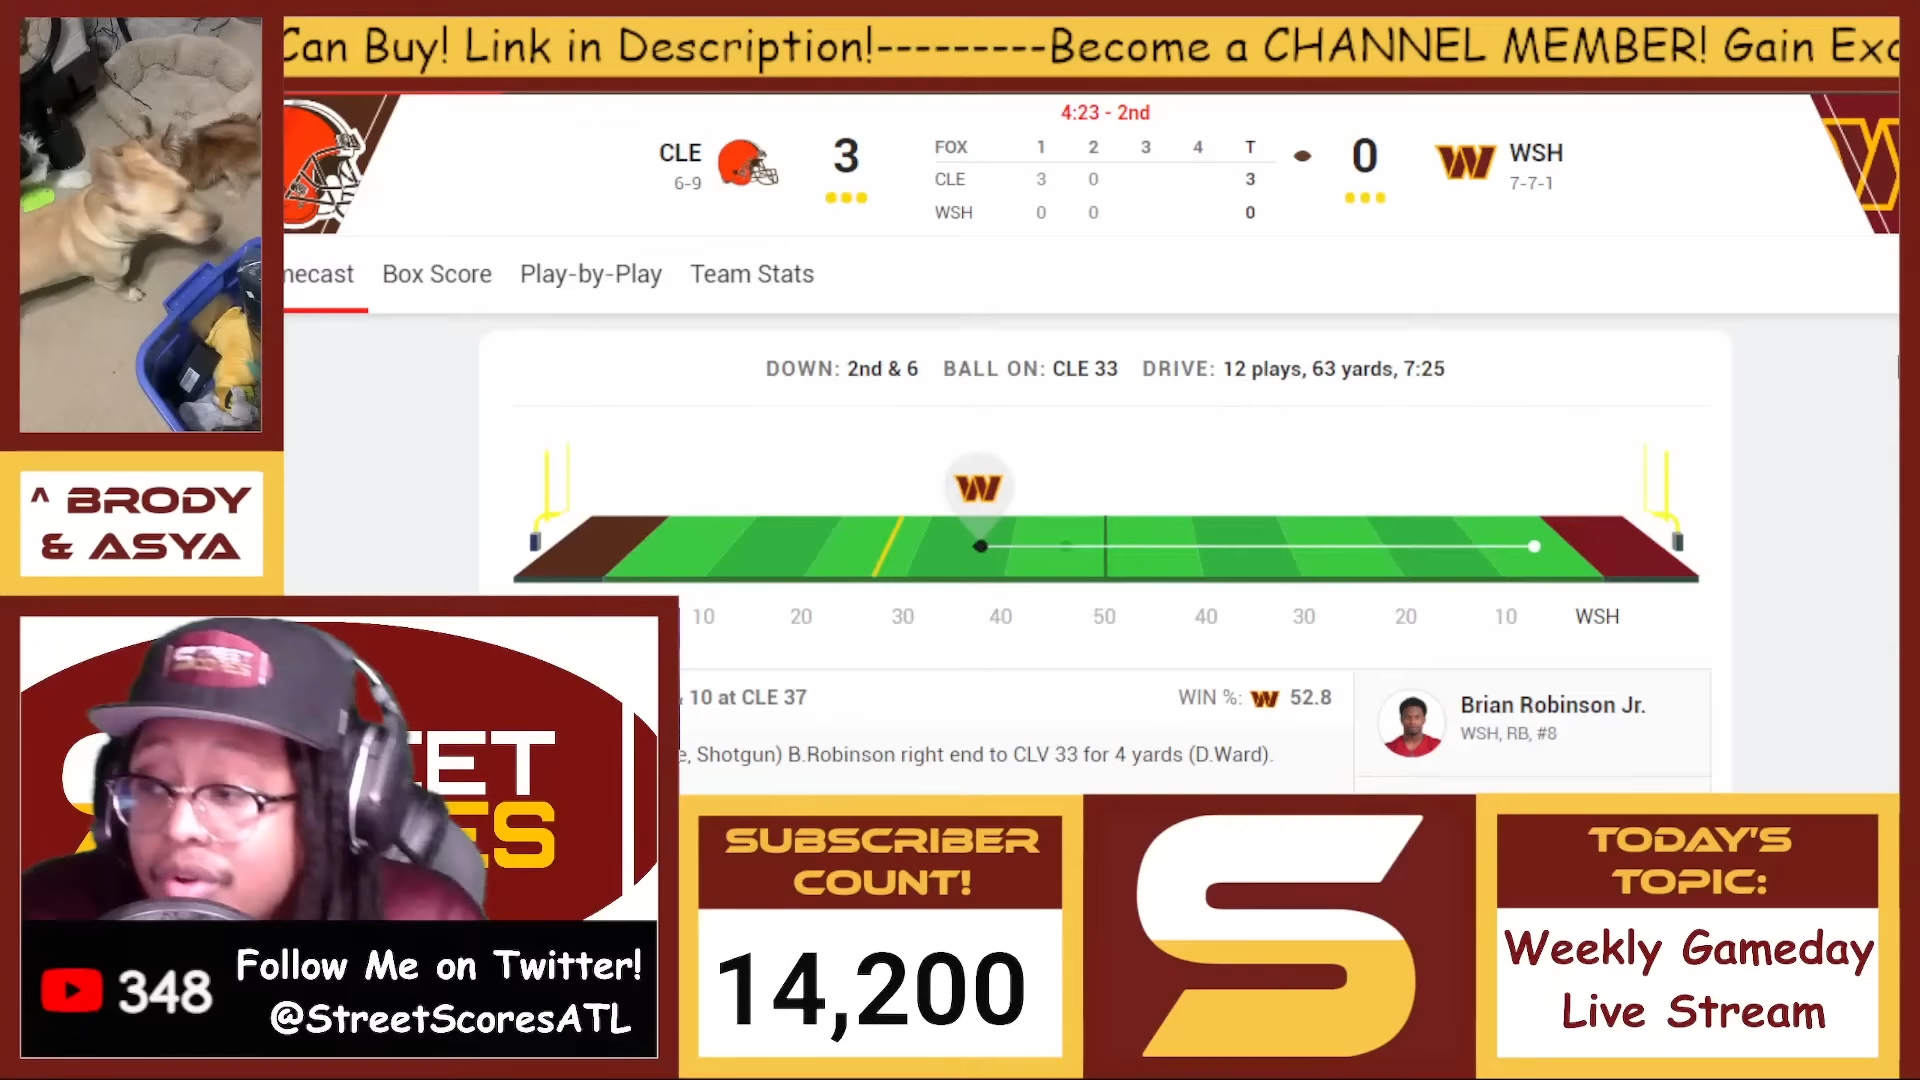 Can Buy! Link in Description!---------Become a CHANNEL MEMBER! Gain Exc
4:23 - 2nd
CLE
6-9
3
FOX 1 2 3 4 T
CLE 3 0 3
WSH 0 0 0
0
WSH
7-7-1
necast Box Score Play-by-Play Team Stats
DOWN: 2nd & 6 BALL ON: CLE 33 DRIVE: 12 plays, 63 yards, 7:25
^ BRODY
& ASYA
10 20 30 40 50 40 30 20 10 WSH
10 at CLE 37
WIN %: W 52.8
e, Shotgun) B.Robinson right end to CLV 33 for 4 yards (D.Ward).
Brian Robinson Jr.
WSH, RB, #8
STREET
SCORES
ET
ES
348
Follow Me on Twitter!
@StreetScoresATL
SUBSCRIBER
COUNT!
14,200
S
TODAY'S
TOPIC:
Weekly Gameday
Live Stream